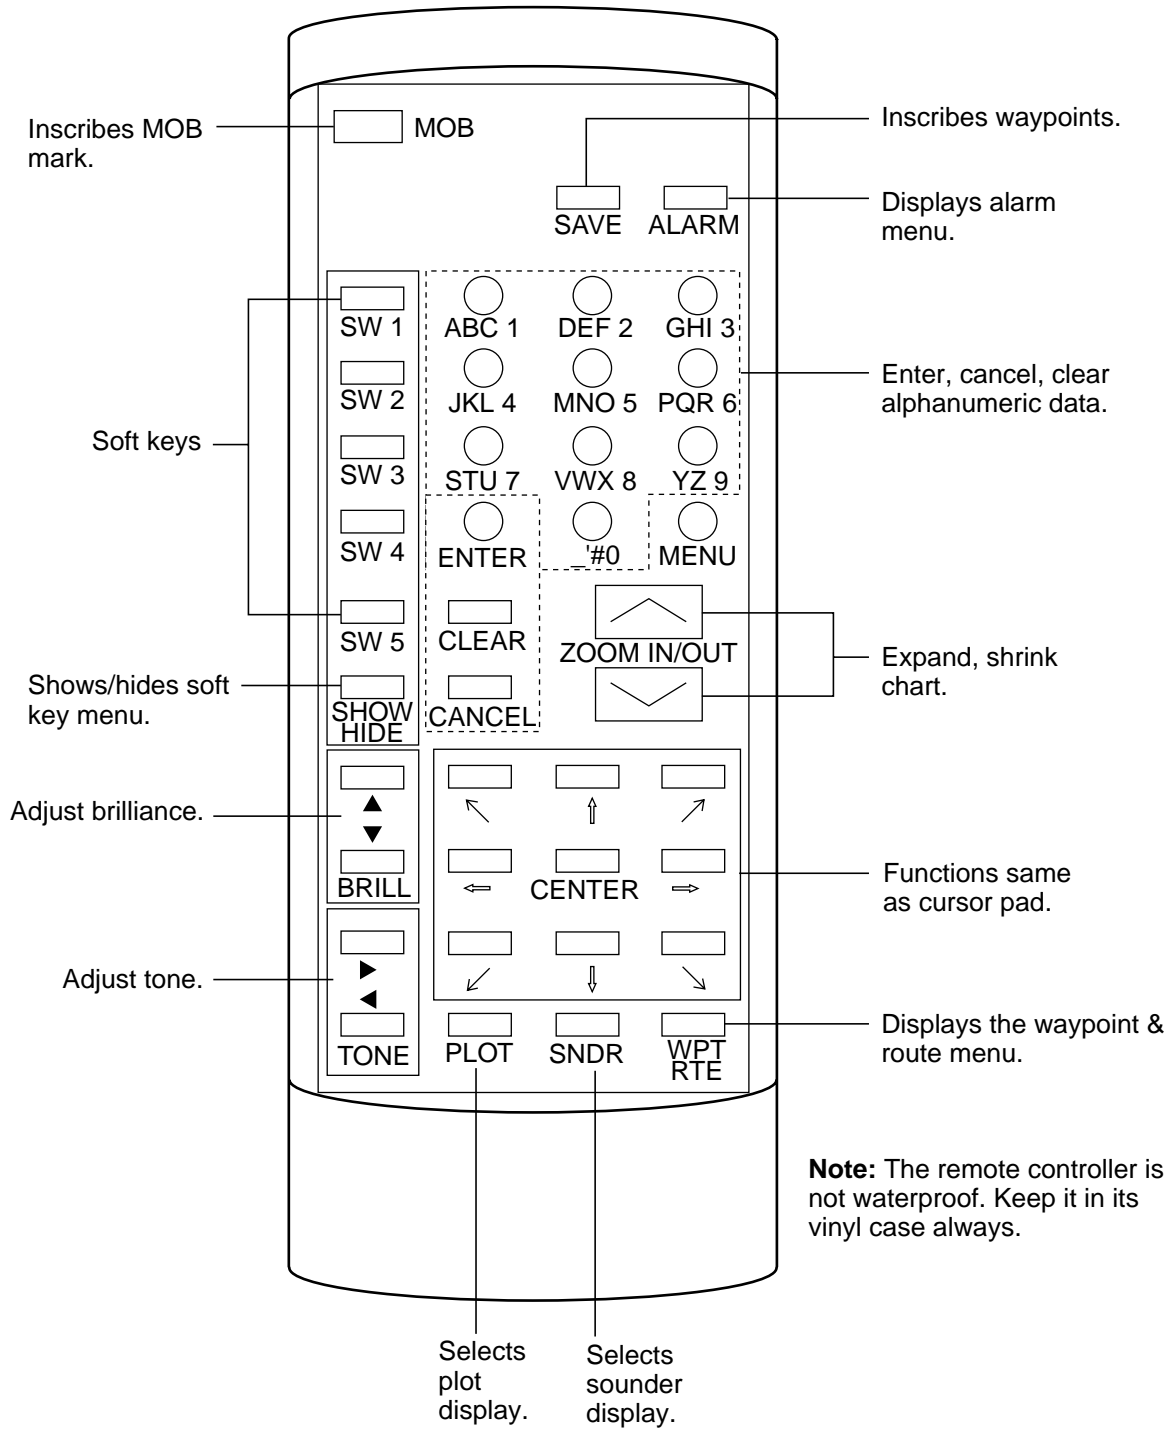 Inscribes MOB
mark.
MOB
Inscribes waypoints.
SAVE
ALARM
Displays alarm
menu.
SW 1
ABC 1
DEF 2
GHI 3
SW 2
JKL 4
MNO 5
PQR 6
Enter, cancel, clear
alphanumeric data.
Soft keys
SW 3
STU 7
VWX 8
YZ 9
SW 4
ENTER
_'#0
MENU
SW 5
CLEAR
ZOOM IN/OUT
Expand, shrink
chart.
Shows/hides soft
key menu.
SHOW
HIDE
CANCEL
Adjust brilliance.
BRILL
CENTER
Functions same
as cursor pad.
Adjust tone.
TONE
PLOT
SNDR
WPT
RTE
Displays the waypoint &
route menu.
Note: The remote controller is
not waterproof. Keep it in its
vinyl case always.
Selects
plot
display.
Selects
sounder
display.